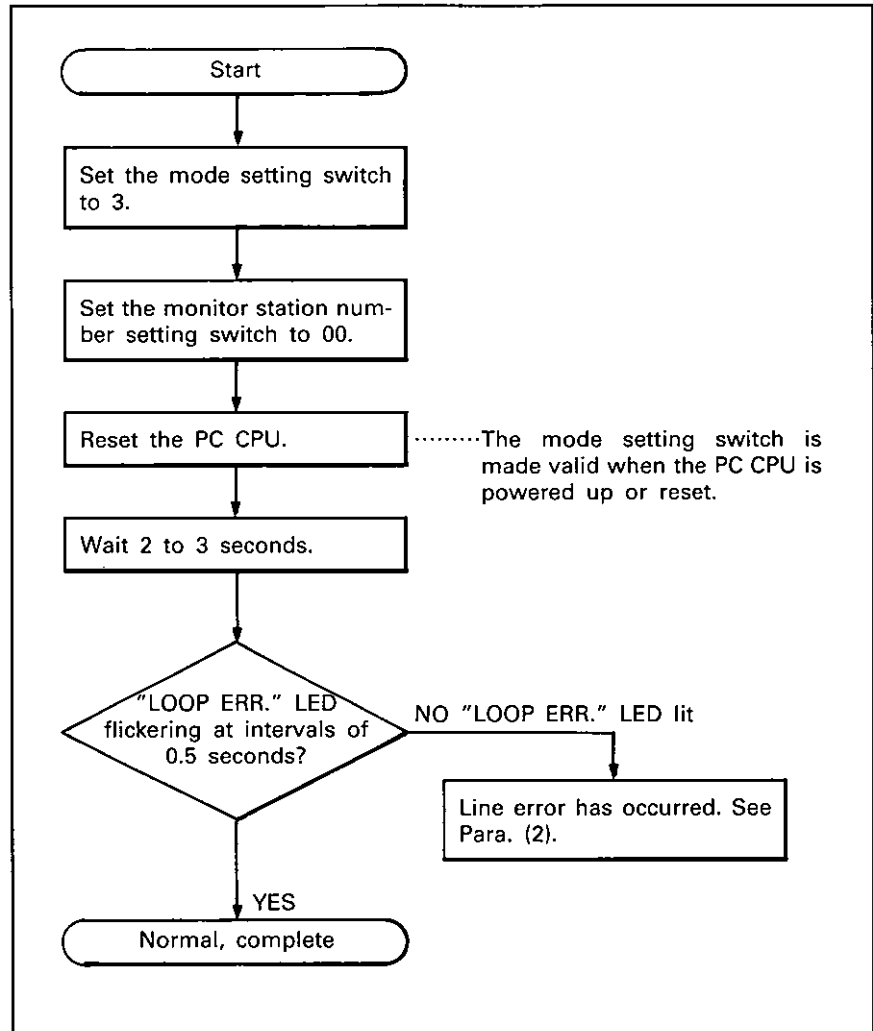 Start
Set the mode setting switch
to 3.
Set the monitor station num-
ber setting switch to 00.
Reset the PC CPU.
········The mode setting switch is
made valid when the PC CPU is
powered up or reset.
Wait 2 to 3 seconds.
"LOOP ERR." LED
flickering at intervals of
0.5 seconds?
NO "LOOP ERR." LED lit
Line error has occurred. See
Para. (2).
YES
Normal, complete